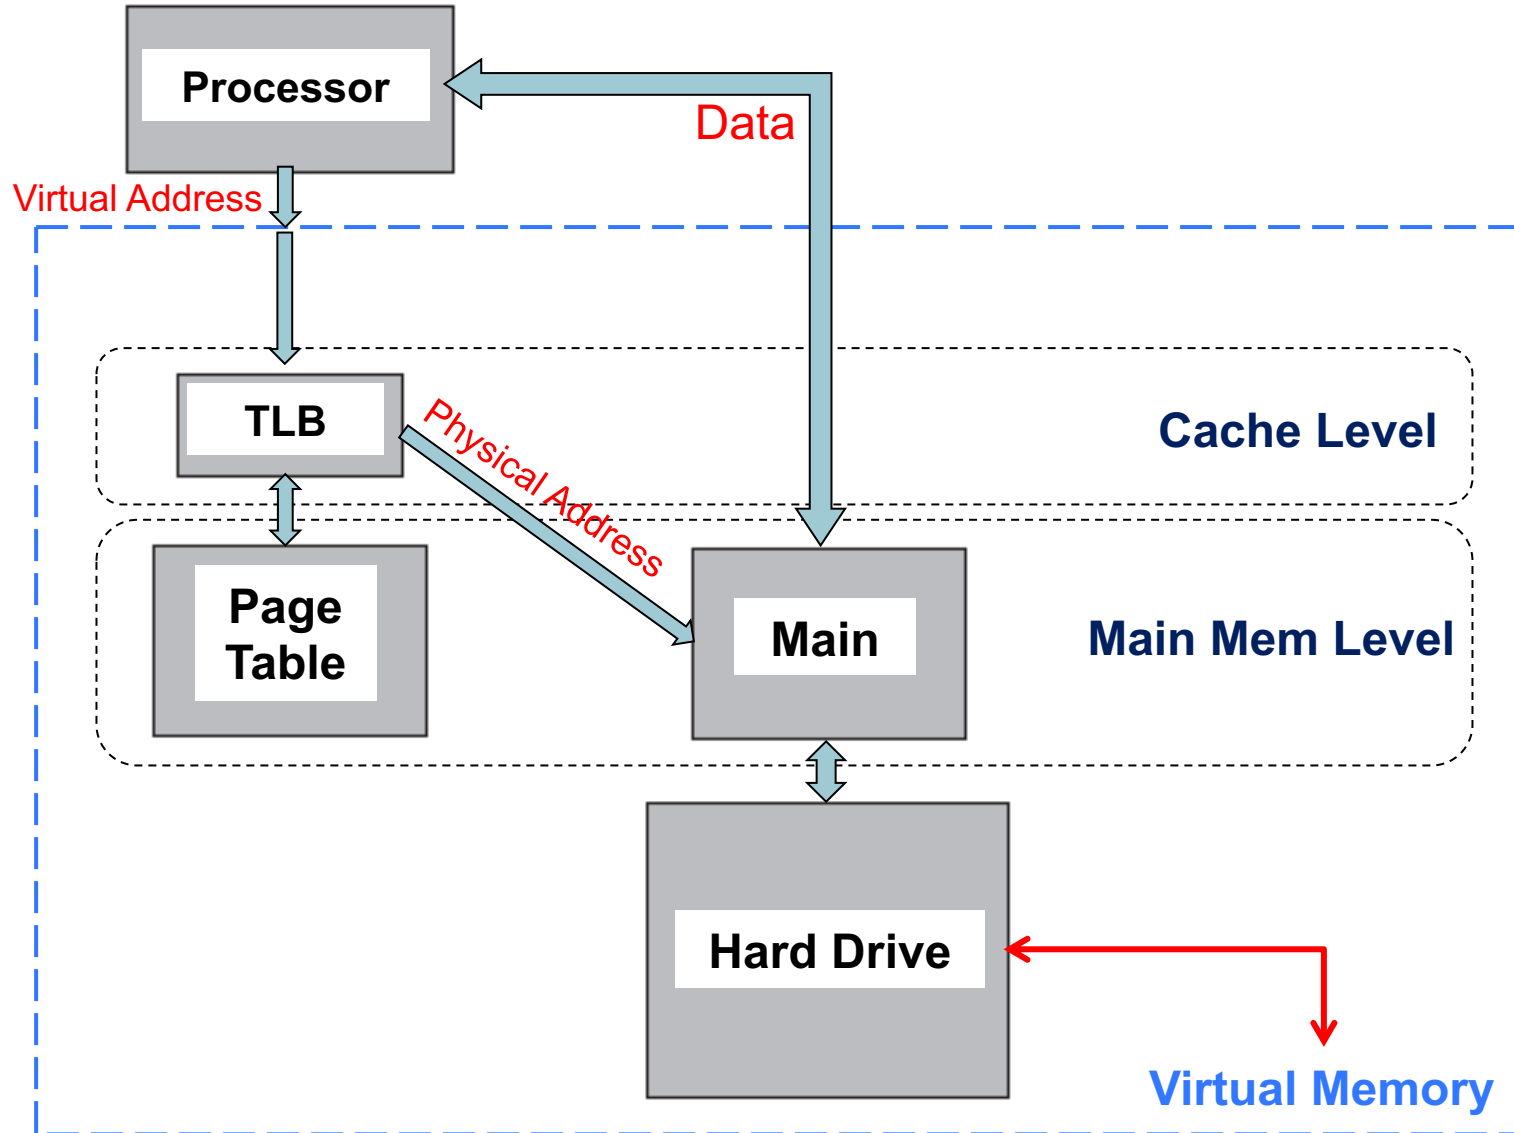 Processor
Data
Virtual Address
TLB
Physical Address
Cache Level
Page
Table
Main
Main Mem Level
Hard Drive
Virtual Memory